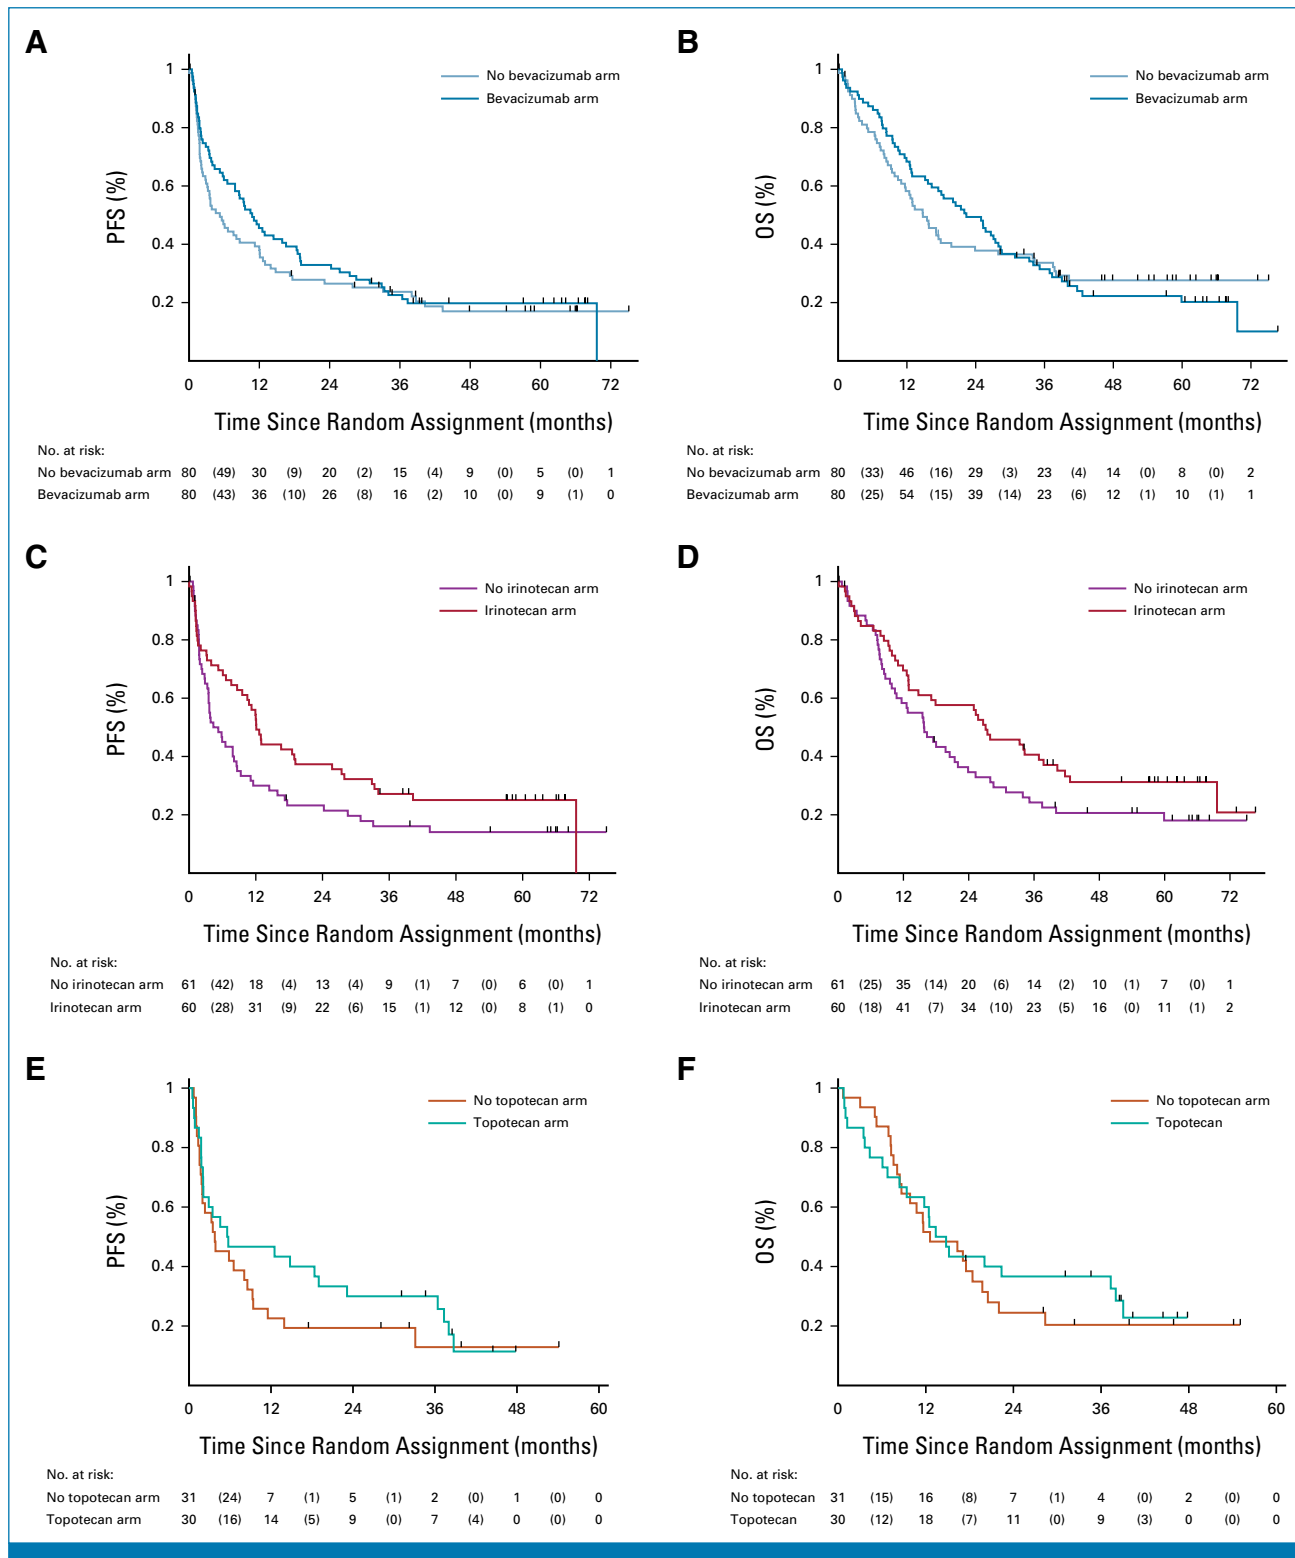 A
PFS (%)
1
0.8
0.6
0.4
0.2
No bevacizumab arm
Bevacizumab arm
0 12 24 36 48 60 72
Time Since Random Assignment (months)
No. at risk:
No bevacizumab arm 80 (49) 30 (9) 20 (2) 15 (4) 9 (0) 5 (0) 1
Bevacizumab arm 80 (43) 36 (10) 26 (8) 16 (2) 10 (0) 9 (1) 0
B
OS (%)
1
0.8
0.6
0.4
0.2
No bevacizumab arm
Bevacizumab arm
0 12 24 36 48 60 72
Time Since Random Assignment (months)
No. at risk:
No bevacizumab arm 80 (33) 46 (16) 29 (3) 23 (4) 14 (0) 8 (0) 2
Bevacizumab arm 80 (25) 54 (15) 39 (14) 23 (6) 12 (1) 10 (1) 1
C
PFS (%)
1
0.8
0.6
0.4
0.2
No irinotecan arm
Irinotecan arm
0 12 24 36 48 60 72
Time Since Random Assignment (months)
No. at risk:
No irinotecan arm 61 (42) 18 (4) 13 (4) 9 (1) 7 (0) 6 (0) 1
Irinotecan arm 60 (28) 31 (9) 22 (6) 15 (1) 12 (0) 8 (1) 0
D
OS (%)
1
0.8
0.6
0.4
0.2
No irinotecan arm
Irinotecan arm
0 12 24 36 48 60 72
Time Since Random Assignment (months)
No. at risk:
No irinotecan arm 61 (25) 35 (14) 20 (6) 14 (2) 10 (1) 7 (0) 1
Irinotecan arm 60 (18) 41 (7) 34 (10) 23 (5) 16 (0) 11 (1) 2
E
PFS (%)
1
0.8
0.6
0.4
0.2
No topotecan arm
Topotecan arm
0 12 24 36 48 60
Time Since Random Assignment (months)
No. at risk:
No topotecan arm 31 (24) 7 (1) 5 (1) 2 (0) 1 (0) 0
Topotecan arm 30 (16) 14 (5) 9 (0) 7 (4) 0 (0) 0
F
OS (%)
1
0.8
0.6
0.4
0.2
No topotecan arm
Topotecan
0 12 24 36 48 60
Time Since Random Assignment (months)
No. at risk:
No topotecan 31 (15) 16 (8) 7 (1) 4 (0) 2 (0) 0
Topotecan 30 (12) 18 (7) 11 (0) 9 (3) 0 (0) 0